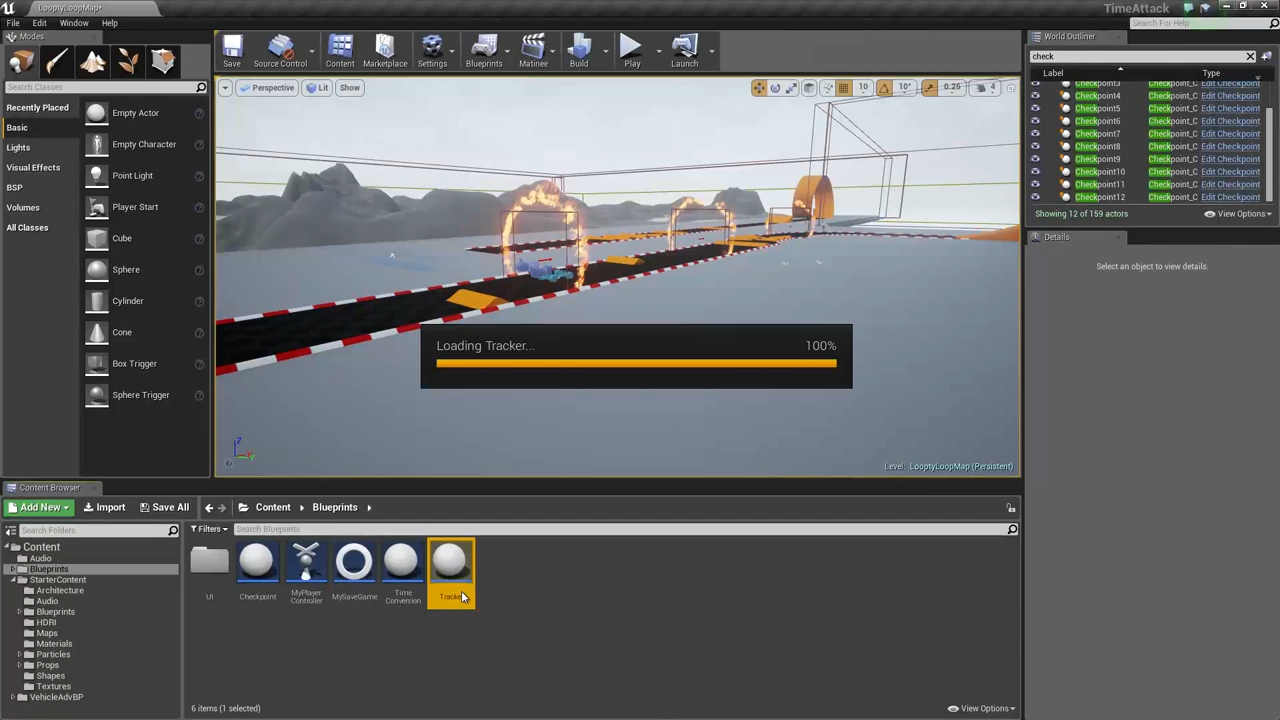 LooptyLoopMap*
TimeAttack
File Edit Window Help
Search For Help
Modes
Search Classes
Recently Placed
Basic
Lights
Visual Effects
BSP
Volumes
All Classes
Empty Actor
Empty Character
Point Light
Player Start
Cube
Sphere
Cylinder
Cone
Box Trigger
Sphere Trigger
Save Source Control Content Marketplace Settings Blueprints Matinee Build Play Launch
Perspective Lit Show
10 10° 0.25 4
Loading Tracker... 100%
Level: LooptyLoopMap (Persistent)
World Outliner
check
Label Type
Checkpoint3 Checkpoint_C Edit Checkpoint
Checkpoint4 Checkpoint_C Edit Checkpoint
Checkpoint5 Checkpoint_C Edit Checkpoint
Checkpoint6 Checkpoint_C Edit Checkpoint
Checkpoint7 Checkpoint_C Edit Checkpoint
Checkpoint8 Checkpoint_C Edit Checkpoint
Checkpoint9 Checkpoint_C Edit Checkpoint
Checkpoint10 Checkpoint_C Edit Checkpoint
Checkpoint11 Checkpoint_C Edit Checkpoint
Checkpoint12 Checkpoint_C Edit Checkpoint
Showing 12 of 159 actors View Options
Details
Select an object to view details.
Content Browser
Add New Import Save All Content Blueprints
Search Folders
Filters Search Blueprints
Content
Audio
Blueprints
StarterContent
Architecture
Audio
Blueprints
HDRI
Maps
Materials
Particles
Props
Shapes
Textures
VehicleAdvBP
UI
Checkpoint
MyPlayer
Controller
MySaveGame
Time
Conversion
Tracker
6 items (1 selected) View Options